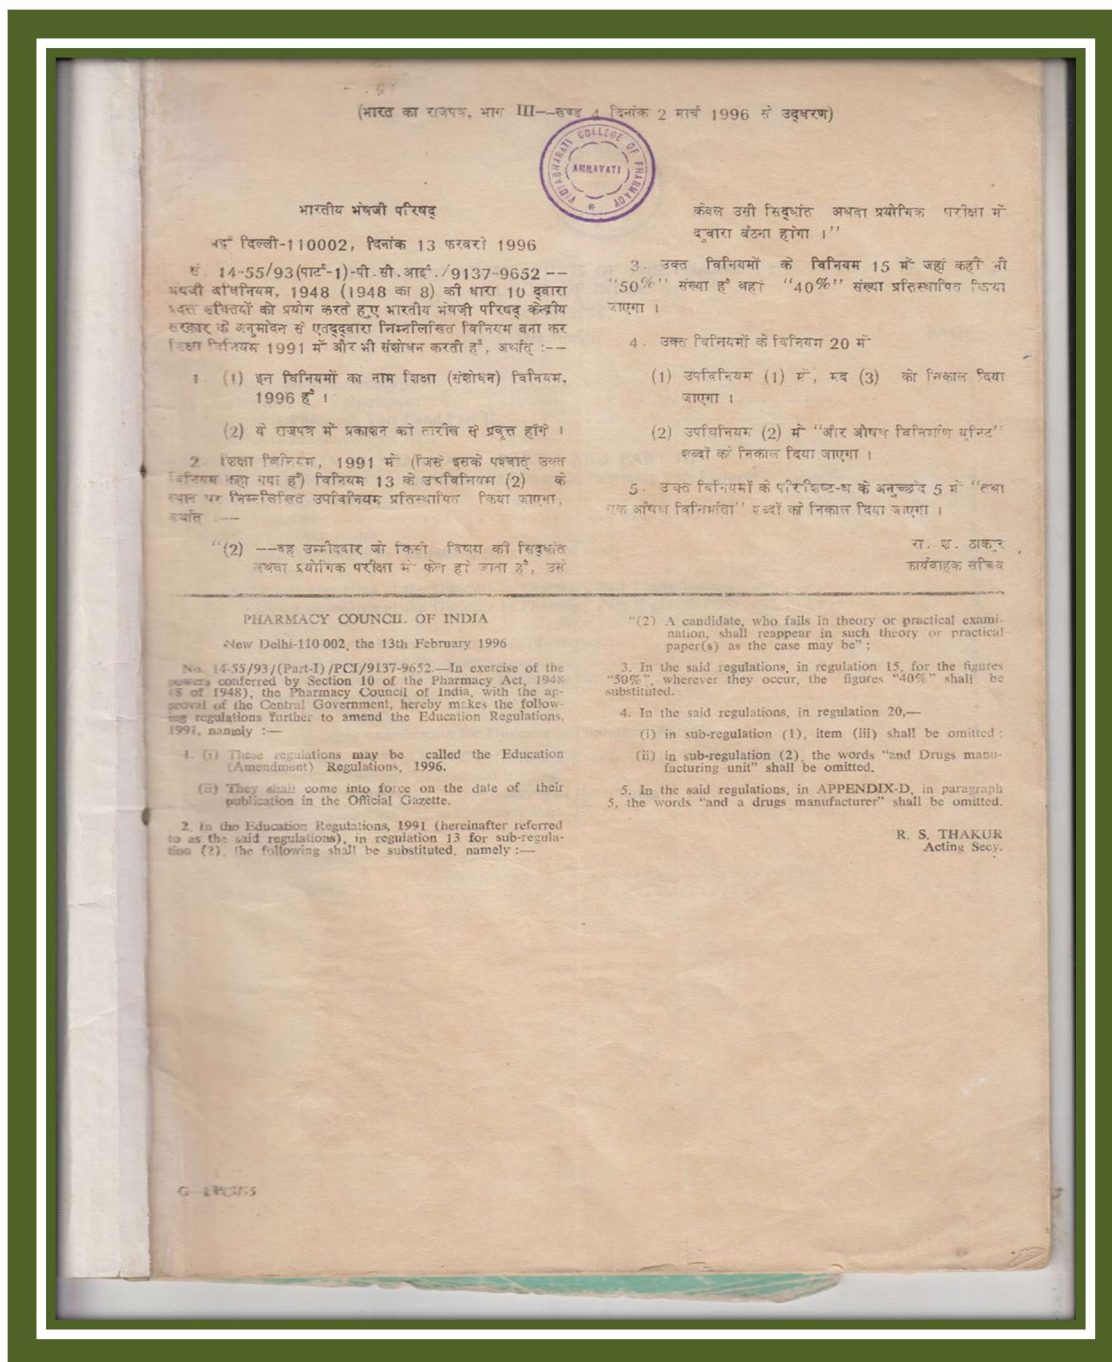 (भारत का राजपत्र, भाग III--खण्ड 4 दिनांक 2 मार्च 1996 से उद्धरण)
VIDYABHARATI COLLEGE OF PHARMACY
AMRAVATI
भारतीय भेषजी परिषद्
नई दिल्ली-110002, दिनांक 13 फरवरी 1996
सं. 14-55/93(पार्ट-1)-पी.सी.आई./9137-9652 --
भेषजी अधिनियम, 1948 (1948 का 8) की धारा 10 द्वारा
प्रदत्त शक्तियों को प्रयोग करते हुए भारतीय भेषजी परिषद् केन्द्रीय
सरकार के अनुमोदन से एतद्द्वारा निम्नलिखित विनियम बना कर
शिक्षा विनियम 1991 में और भी संशोधन करती है, अर्थात् :--
1. (1) इन विनियमों का नाम शिक्षा (संशोधन) विनियम,
1996 है ।
(2) ये राजपत्र में प्रकाशन की तारीख से प्रवृत्त होंगे ।
2. शिक्षा विनियम, 1991 में (जिसे इसके पश्चात् उक्त
विनियम कहा गया है) विनियम 13 के उपविनियम (2) के
स्थान पर निम्नलिखित उपविनियम प्रतिस्थापित किया जाएगा,
अर्थात :--
"(2) --वह उम्मीदवार जो किसी विषय की सिद्धांत
अथवा प्रयोगिक परीक्षा में फेल हो जाता है, उसे
केवल उसी सिद्धांत अथवा प्रयोगिक परीक्षा में
दुबारा बैठना होगा ।"
3. उक्त विनियमों के विनियम 15 में जहां कहीं भी
"50%" संख्या है वहां "40%" संख्या प्रतिस्थापित किया
जाएगा ।
4. उक्त विनियमों के विनियम 20 में
(1) उपविनियम (1) में, मद (3) को निकाल दिया
जाएगा ।
(2) उपविनियम (2) में "और औषध विनिर्माण यूनिट"
शब्दों को निकाल दिया जाएगा ।
5. उक्त विनियमों के परिशिष्ट-घ के अनुच्छेद 5 में "तथा
एक औषध विनिर्माता" शब्दों को निकाल दिया जाएगा ।
रा. श. ठाकुर
कार्यवाहक सचिव
PHARMACY COUNCIL OF INDIA
New Delhi-110 002, the 13th February 1996
No. 14-55/93/(Part-I)/PCI/9137-9652.—In exercise of the
powers conferred by Section 10 of the Pharmacy Act, 1948
(8 of 1948), the Pharmacy Council of India, with the ap-
proval of the Central Government, hereby makes the follow-
ing regulations further to amend the Education Regulations,
1991, namely :—
1. (i) These regulations may be called the Education
(Amendment) Regulations, 1996.
(ii) They shall come into force on the date of their
publication in the Official Gazette.
2. In the Education Regulations, 1991 (hereinafter referred
to as the said regulations), in regulation 13 for sub-regula-
tion (2), the following shall be substituted, namely :—
"(2) A candidate, who fails in theory or practical exami-
nation, shall reappear in such theory or practical
paper(s) as the case may be" ;
3. In the said regulations, in regulation 15, for the figures
"50%", wherever they occur, the figures "40%" shall be
substituted.
4. In the said regulations, in regulation 20,—
(i) in sub-regulation (1), item (iii) shall be omitted :
(ii) in sub-regulation (2), the words "and Drugs manu-
facturing unit" shall be omitted.
5. In the said regulations, in APPENDIX-D, in paragraph
5, the words "and a drugs manufacturer" shall be omitted.
R. S. THAKUR
Acting Secy.